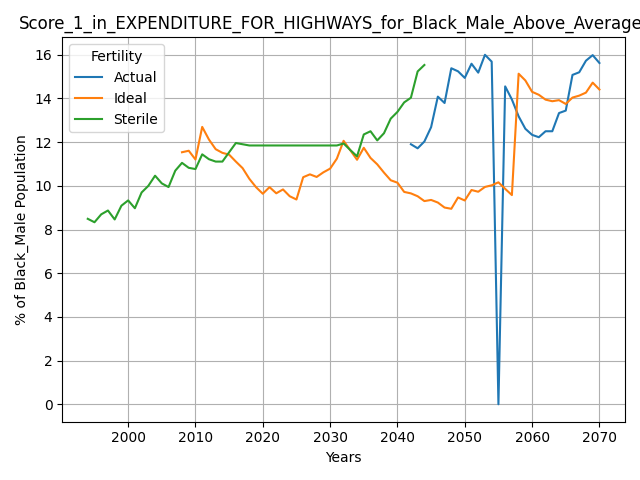 Score_1_in_EXPENDITURE_FOR_HIGHWAYS_for_Black_Male_Above_Average
Fertility
Actual
Ideal
Sterile
% of Black_Male Population
16
14
12
10
8
6
4
2
0
2000 2010 2020 2030 2040 2050 2060 2070
Years